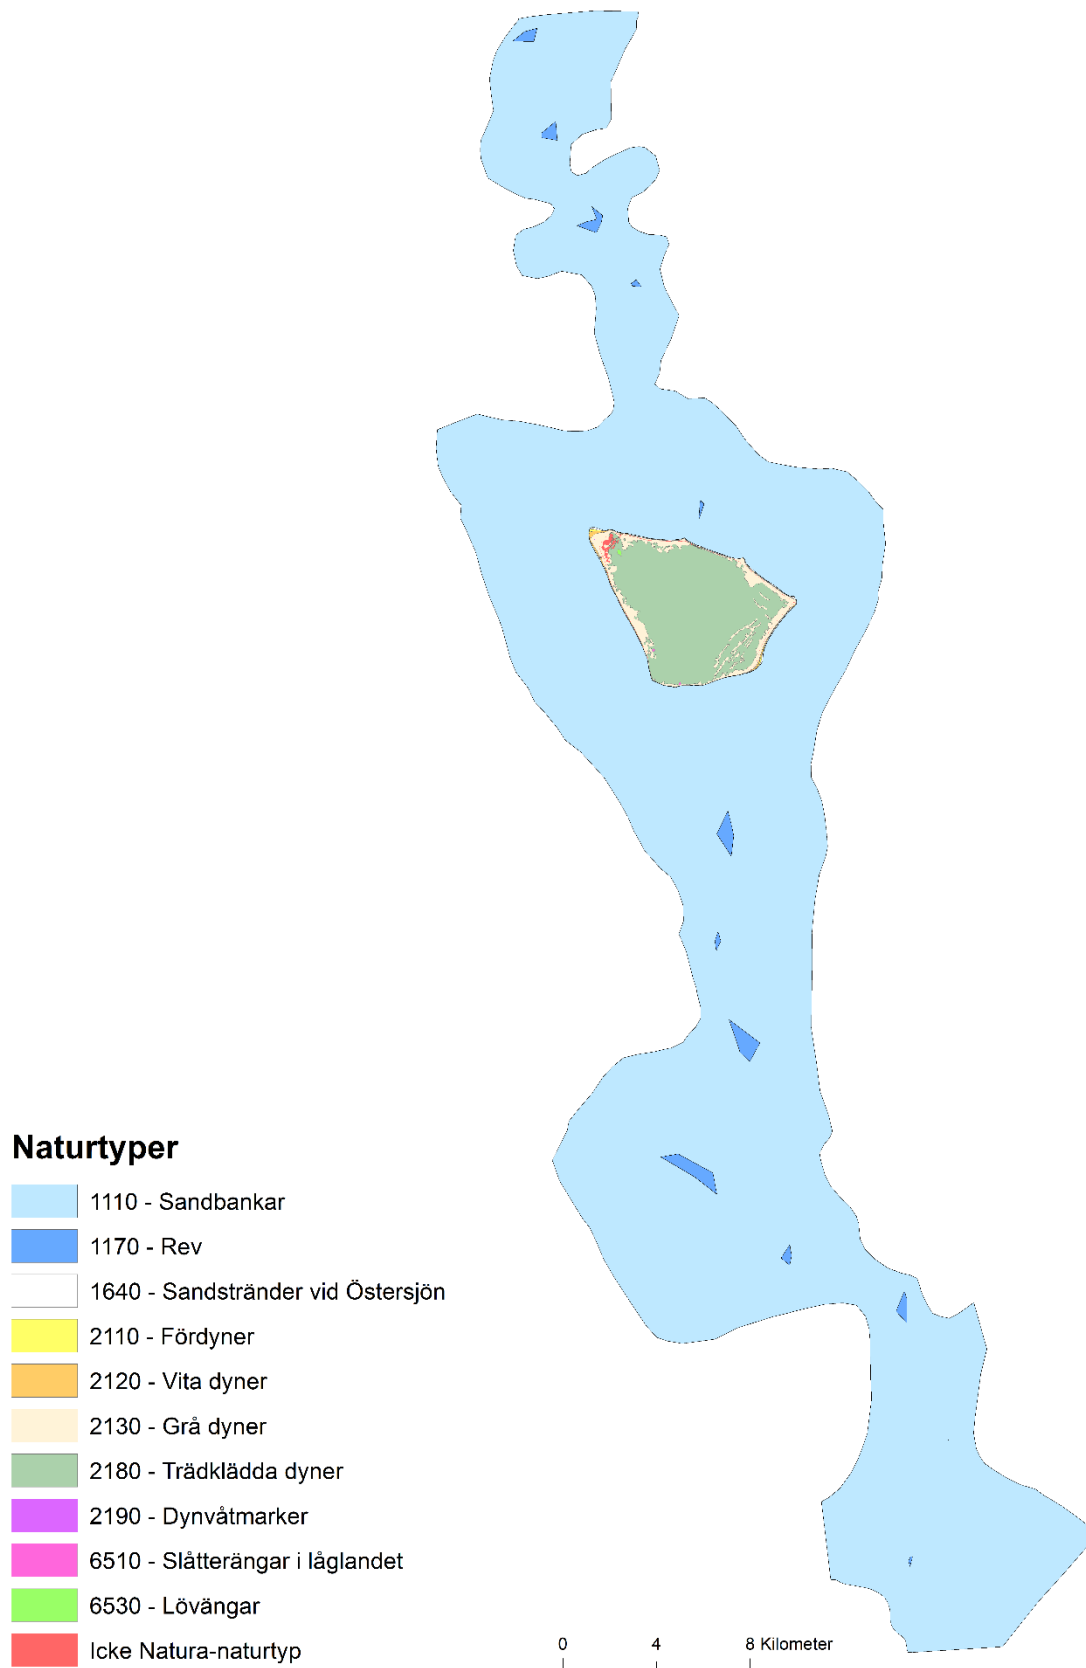 Naturtyper
1110 - Sandbankar
1170 - Rev
1640 - Sandstränder vid Östersjön
2110 - Fördyner
2120 - Vita dyner
2130 - Grå dyner
2180 - Trädklädda dyner
2190 - Dynvåtmarker
6510 - Slåtterängar i låglandet
6530 - Lövängar
Icke Natura-naturtyp
0 4 8 Kilometer